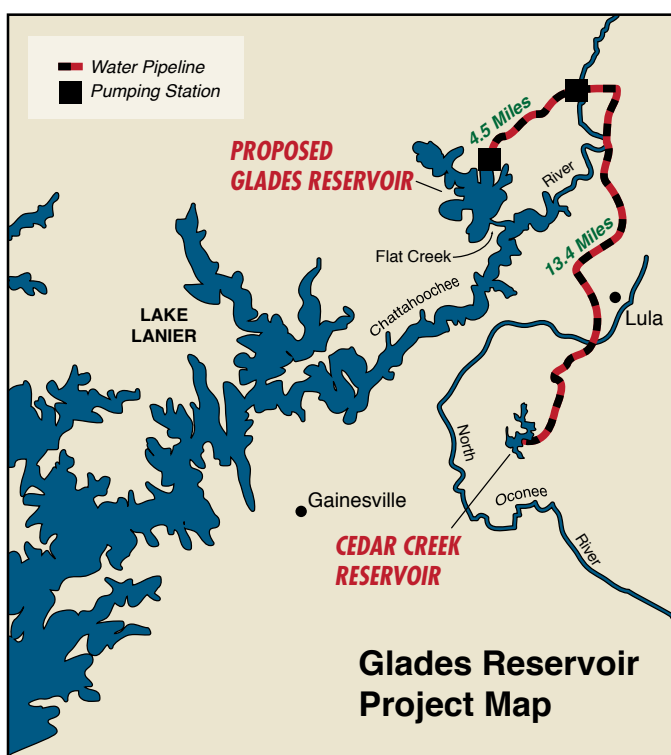 Water Pipeline
Pumping Station
4.5 Miles
PROPOSED
GLADES RESERVOIR
River
Flat Creek
13.4 Miles
Chattahoochee
LAKE
LANIER
Lula
North
Oconee
River
Gainesville
CEDAR CREEK
RESERVOIR
Glades Reservoir
Project Map